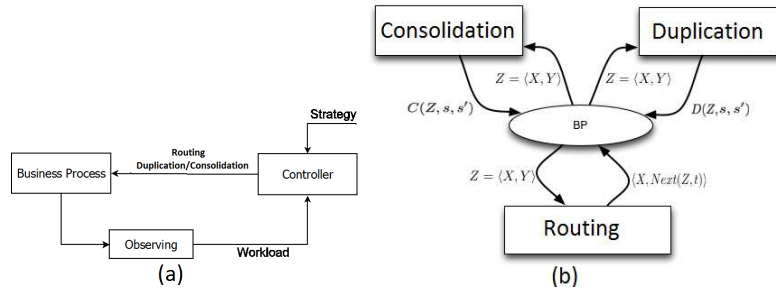 Strategy
Routing
Duplication/Consolidation
Business Process
Controller
Observing
Workload
(a)
Consolidation
Duplication
Z = ⟨X, Y⟩
Z = ⟨X, Y⟩
C(Z, s, s′)
D(Z, s, s′)
BP
Z = ⟨X, Y⟩
⟨X, Next(Z, t)⟩
Routing
(b)